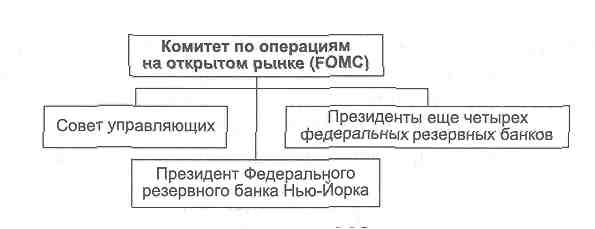 Комитет по операциям
на открытом рынке (FOMC)
Совет управляющих
Президенты еще четырех
федеральных резервных банков
Президент Федерального
резервного банка Нью-Йорка